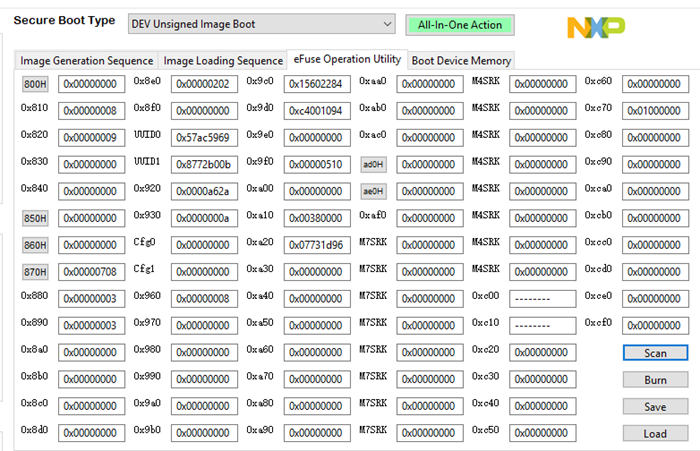 Secure Boot Type DEV Unsigned Image Boot All-In-One Action NXP
Image Generation Sequence Image Loading Sequence eFuse Operation Utility Boot Device Memory
800H 0x00000000 0x8e0 0x00000202 0x9c0 0x15602284 0xaa0 0x00000000 M4SRK 0x00000000 0xc60 0x00000000
0x810 0x00000008 0x8f0 0x00000000 0x9d0 0xc4001094 0xab0 0x00000000 M4SRK 0x00000000 0xc70 0x01000000
0x820 0x00000009 UUID0 0x57ac5969 0x9e0 0x00000000 0xac0 0x00000000 M4SRK 0x00000000 0xc80 0x00000000
0x830 0x00000000 UUID1 0x8772b00b 0x9f0 0x00000510 ad0H 0x00000000 M4SRK 0x00000000 0xc90 0x00000000
0x840 0x00000000 0x920 0x0000a62a 0xa00 0x00000000 ae0H 0x00000000 M4SRK 0x00000000 0xca0 0x00000000
850H 0x00000000 0x930 0x0000000a 0xa10 0x00380000 0xaf0 0x00000000 M4SRK 0x00000000 0xcb0 0x00000000
860H 0x00000000 Cfg0 0x00000000 0xa20 0x07731d96 M7SRK 0x00000000 M4SRK 0x00000000 0xcc0 0x00000000
870H 0x00000708 Cfg1 0x00000000 0xa30 0x00000000 M7SRK 0x00000000 M4SRK 0x00000000 0xcd0 0x00000000
0x880 0x00000003 0x960 0x00000008 0xa40 0x00000000 M7SRK 0x00000000 0xc00 -------- 0xce0 0x00000000
0x890 0x00000003 0x970 0x00000000 0xa50 0x00000000 M7SRK 0x00000000 0xc10 -------- 0xcf0 0x00000000
0x8a0 0x00000000 0x980 0x00000000 0xa60 0x00000000 M7SRK 0x00000000 0xc20 0x00000000 Scan
0x8b0 0x00000000 0x990 0x00000000 0xa70 0x00000000 M7SRK 0x00000000 0xc30 0x00000000 Burn
0x8c0 0x00000000 0x9a0 0x00000000 0xa80 0x00000000 M7SRK 0x00000000 0xc40 0x00000000 Save
0x8d0 0x00000000 0x9b0 0x00000000 0xa90 0x00000000 M7SRK 0x00000000 0xc50 0x00000000 Load